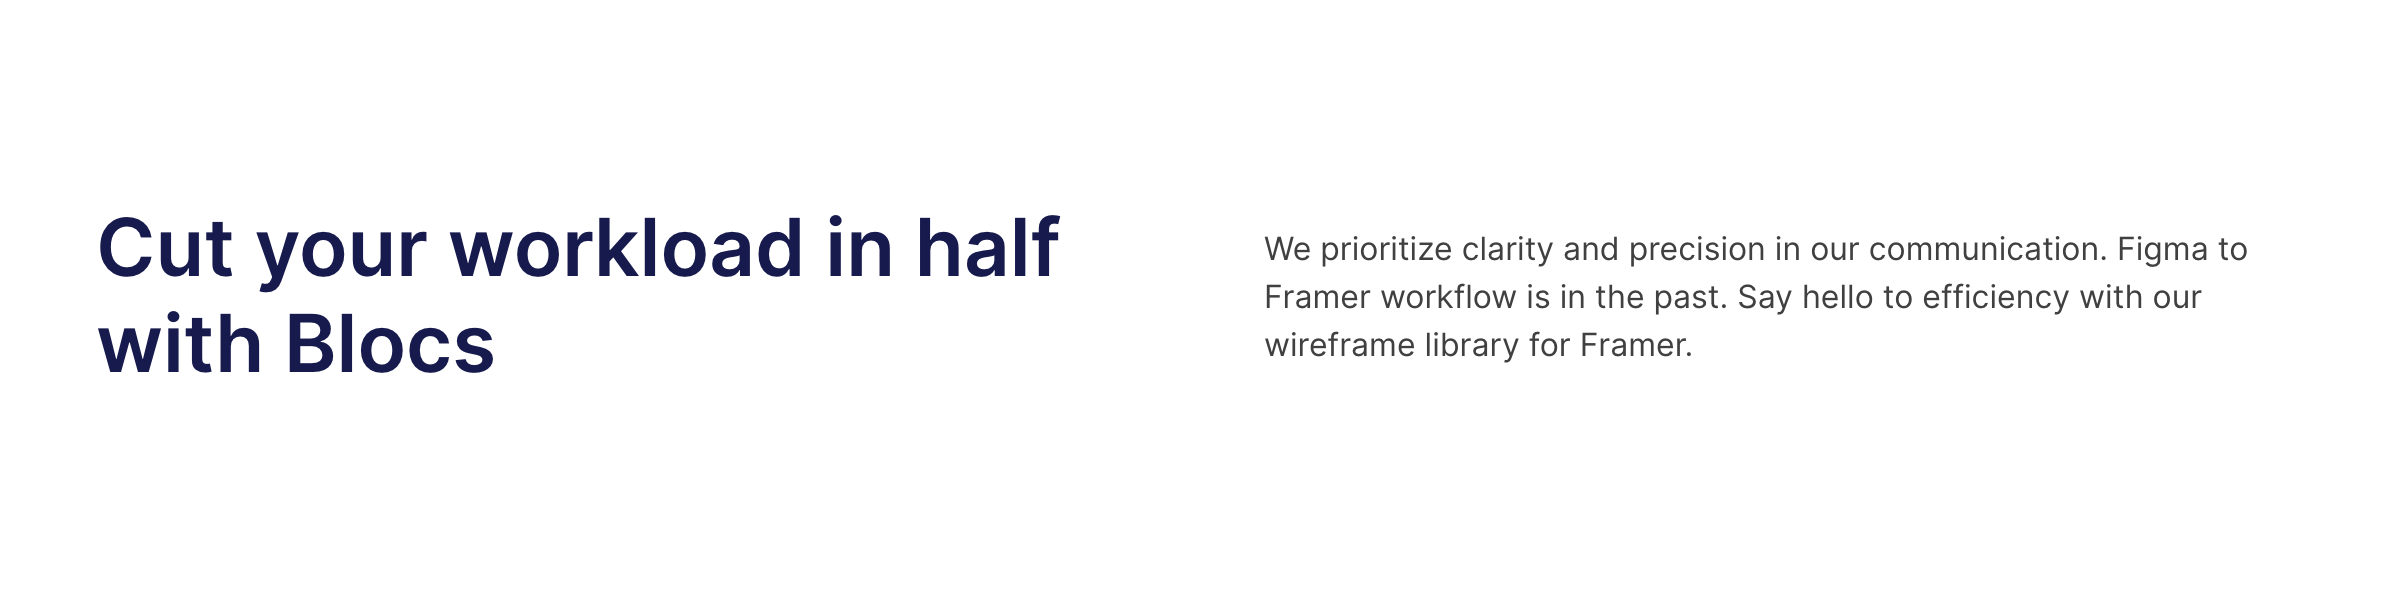 Cut your workload in half
with Blocs
We prioritize clarity and precision in our communication. Figma to
Framer workflow is in the past. Say hello to efficiency with our
wireframe library for Framer.